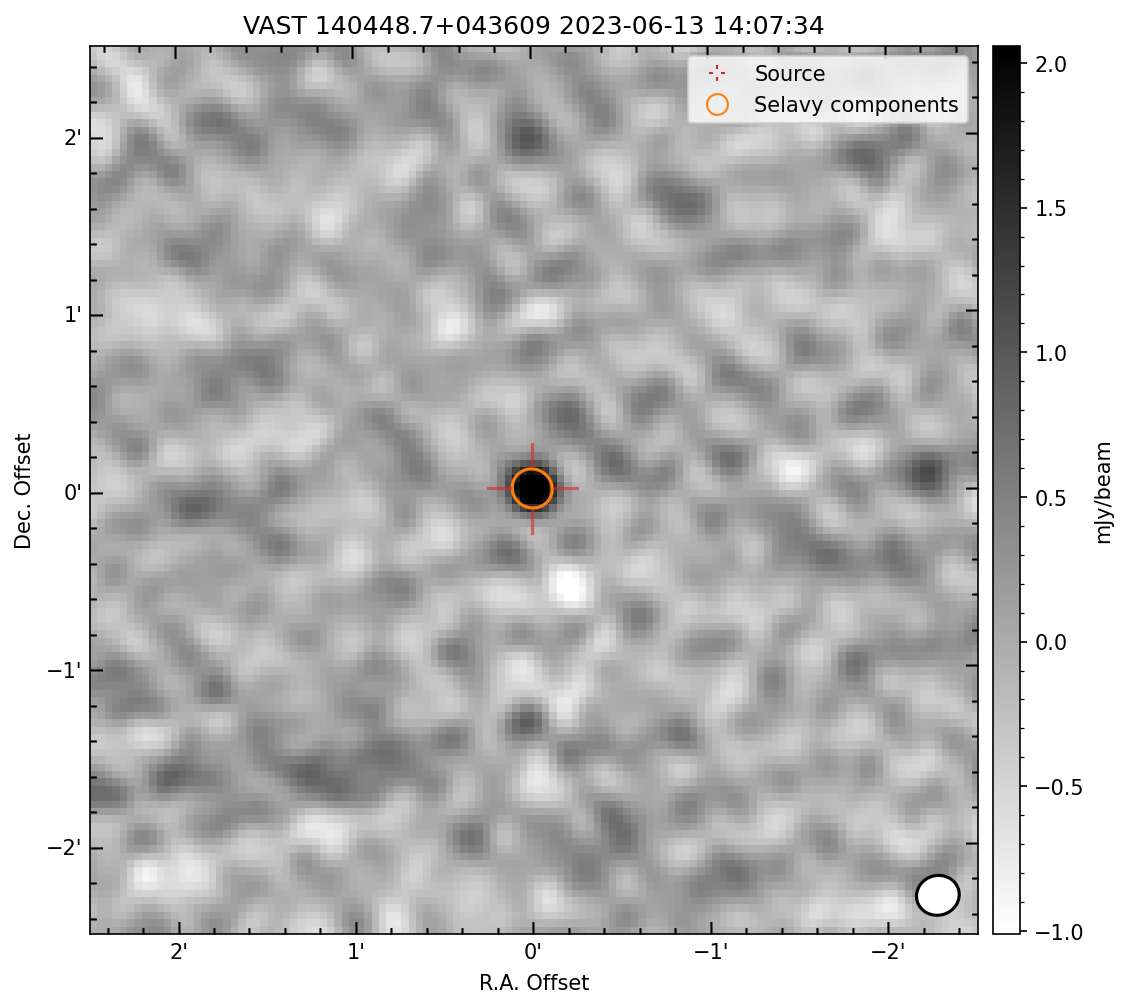 VAST 140448.7+043609 2023-06-13 14:07:34
Source
Selavy components
2'
1'
0'
−1'
−2'
Dec. Offset
2'
1'
0'
−1'
−2'
R.A. Offset
2.0
1.5
1.0
0.5
0.0
−0.5
−1.0
mJy/beam